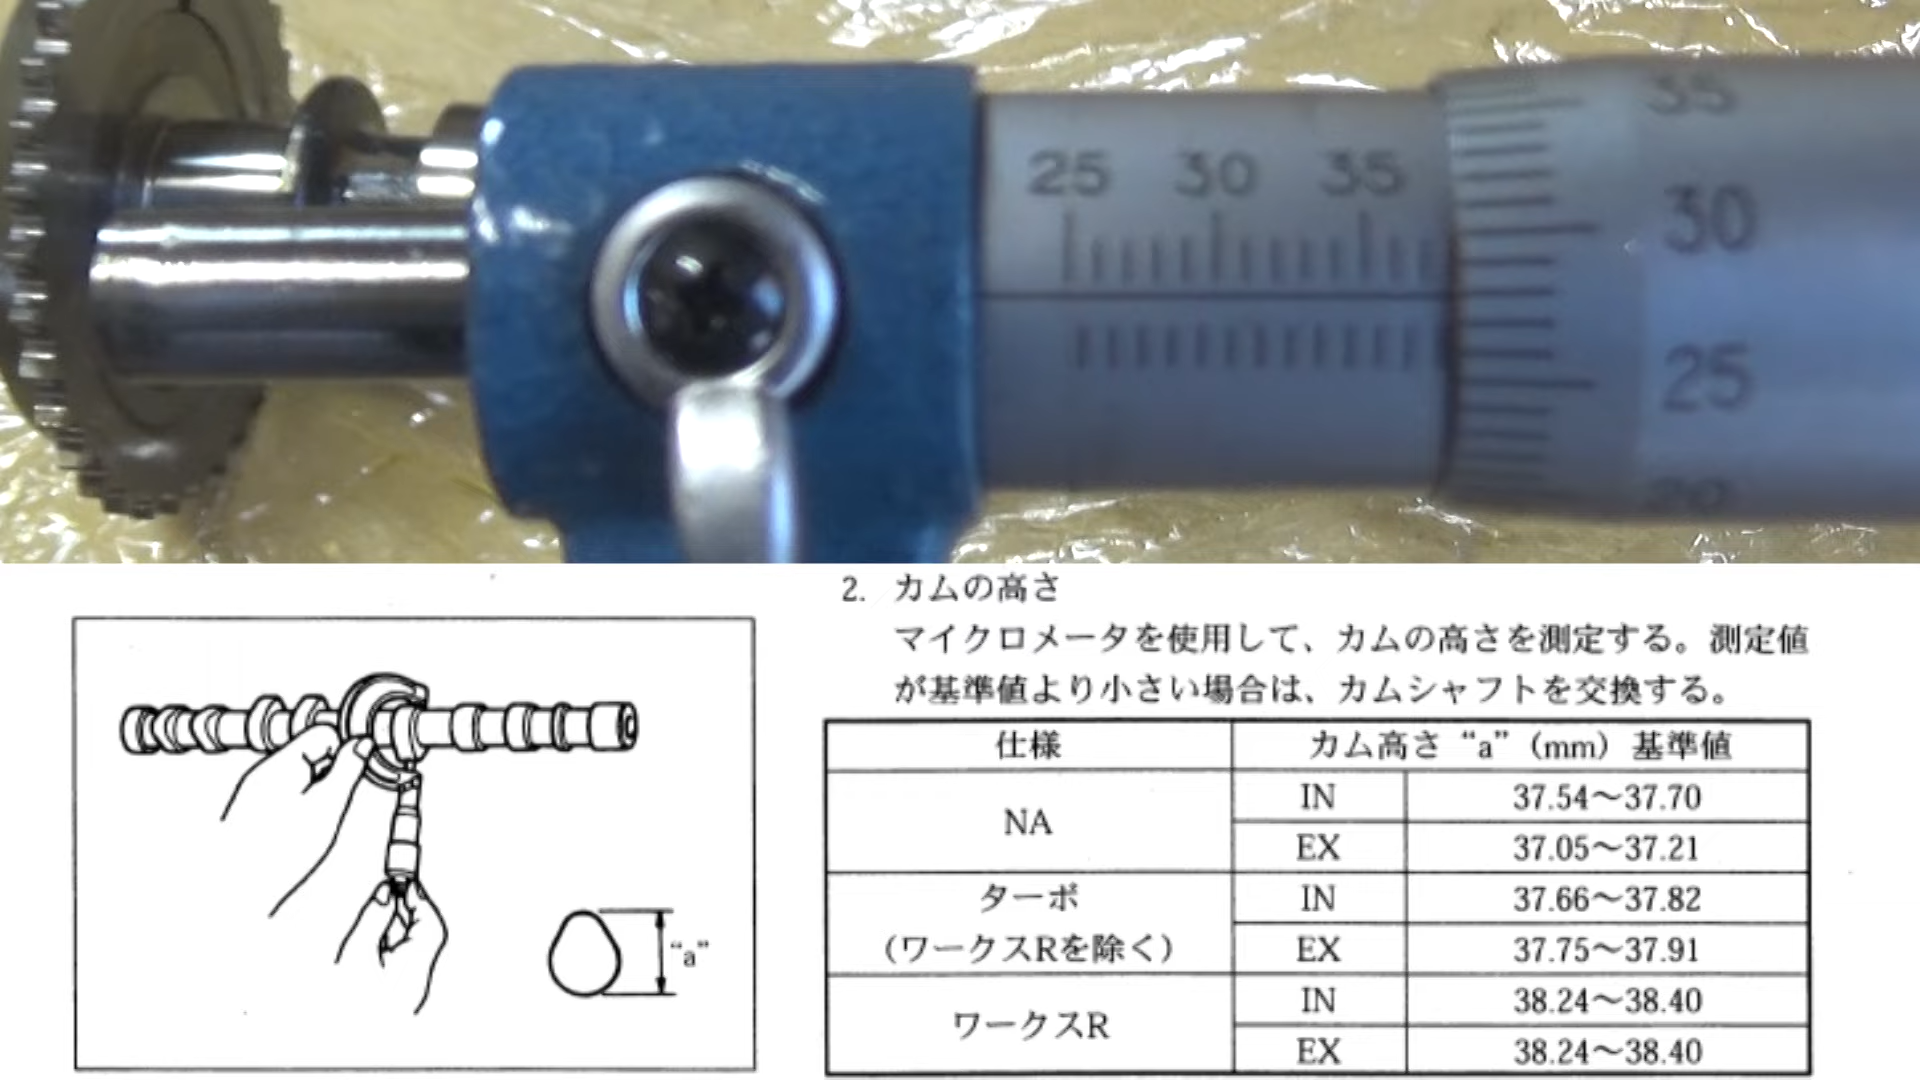 25 30 35
35
30
25
20
2. カムの高さ
マイクロメータを使用して、カムの高さを測定する。測定値
が基準値より小さい場合は、カムシャフトを交換する。
仕様 カム高さ “a” (mm) 基準値
NA IN 37.54～37.70
EX 37.05～37.21
ターボ IN 37.66～37.82
(ワークスRを除く) EX 37.75～37.91
ワークスR IN 38.24～38.40
EX 38.24～38.40
“a”